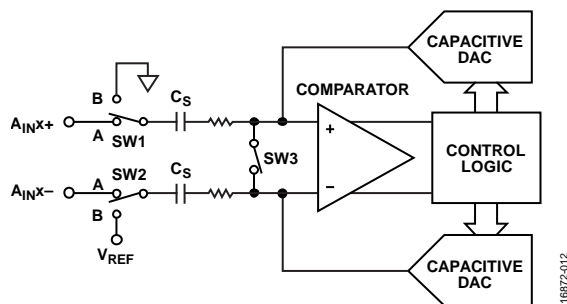 CAPACITIVE
DAC
COMPARATOR
B
CS
AINX+
A
SW1
+
SW3
CONTROL
LOGIC
SW2
CS
AINX−
A
−
B
VREF
CAPACITIVE
DAC
16872-012